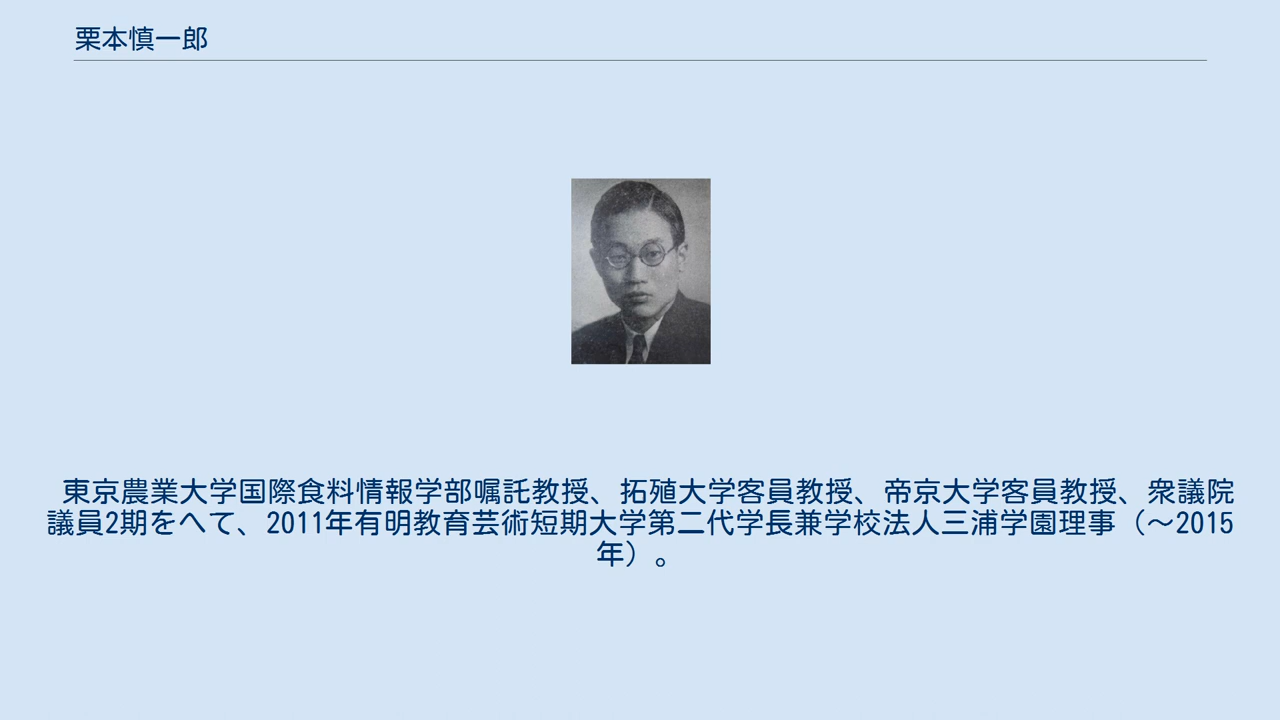 栗本慎一郎
東京農業大学国際食料情報学部嘱託教授、拓殖大学客員教授、帝京大学客員教授、衆議院
議員2期をへて、2011年有明教育芸術短期大学第二代学長兼学校法人三浦学園理事（～2015
年）。